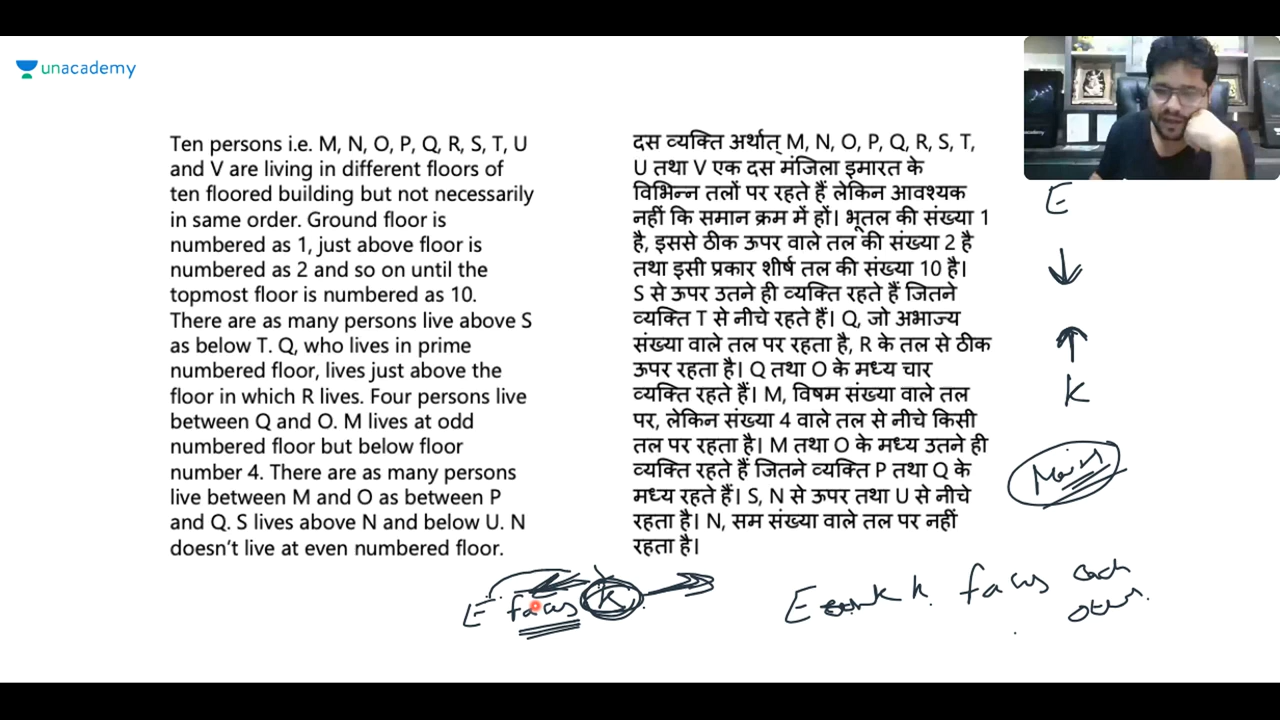 unacademy
Ten persons i.e. M, N, O, P, Q, R, S, T, U
and V are living in different floors of
ten floored building but not necessarily
in same order. Ground floor is
numbered as 1, just above floor is
numbered as 2 and so on until the
topmost floor is numbered as 10.
There are as many persons live above S
as below T. Q, who lives in prime
numbered floor, lives just above the
floor in which R lives. Four persons live
between Q and O. M lives at odd
numbered floor but below floor
number 4. There are as many persons
live between M and O as between P
and Q. S lives above N and below U. N
doesn't live at even numbered floor.
दस व्यक्ति अर्थात् M, N, O, P, Q, R, S, T,
U तथा V एक दस मंजिला इमारत के
विभिन्न तलों पर रहते हैं लेकिन आवश्यक
नहीं कि समान क्रम में हों। भूतल की संख्या 1
है, इससे ठीक ऊपर वाले तल की संख्या 2 है
तथा इसी प्रकार शीर्ष तल की संख्या 10 है।
S से ऊपर उतने ही व्यक्ति रहते हैं जितने
व्यक्ति T से नीचे रहते हैं। Q, जो अभाज्य
संख्या वाले तल पर रहता है, R के तल से ठीक
ऊपर रहता है। Q तथा O के मध्य चार
व्यक्ति रहते हैं। M, विषम संख्या वाले तल
पर, लेकिन संख्या 4 वाले तल से नीचे किसी
तल पर रहता है। M तथा O के मध्य उतने ही
व्यक्ति रहते हैं जितने व्यक्ति P तथा Q के
मध्य रहते हैं। S, N से ऊपर तथा U से नीचे
रहता है। N, सम संख्या वाले तल पर नहीं
रहता है।
E
K
E faces K
E K faces each
other.